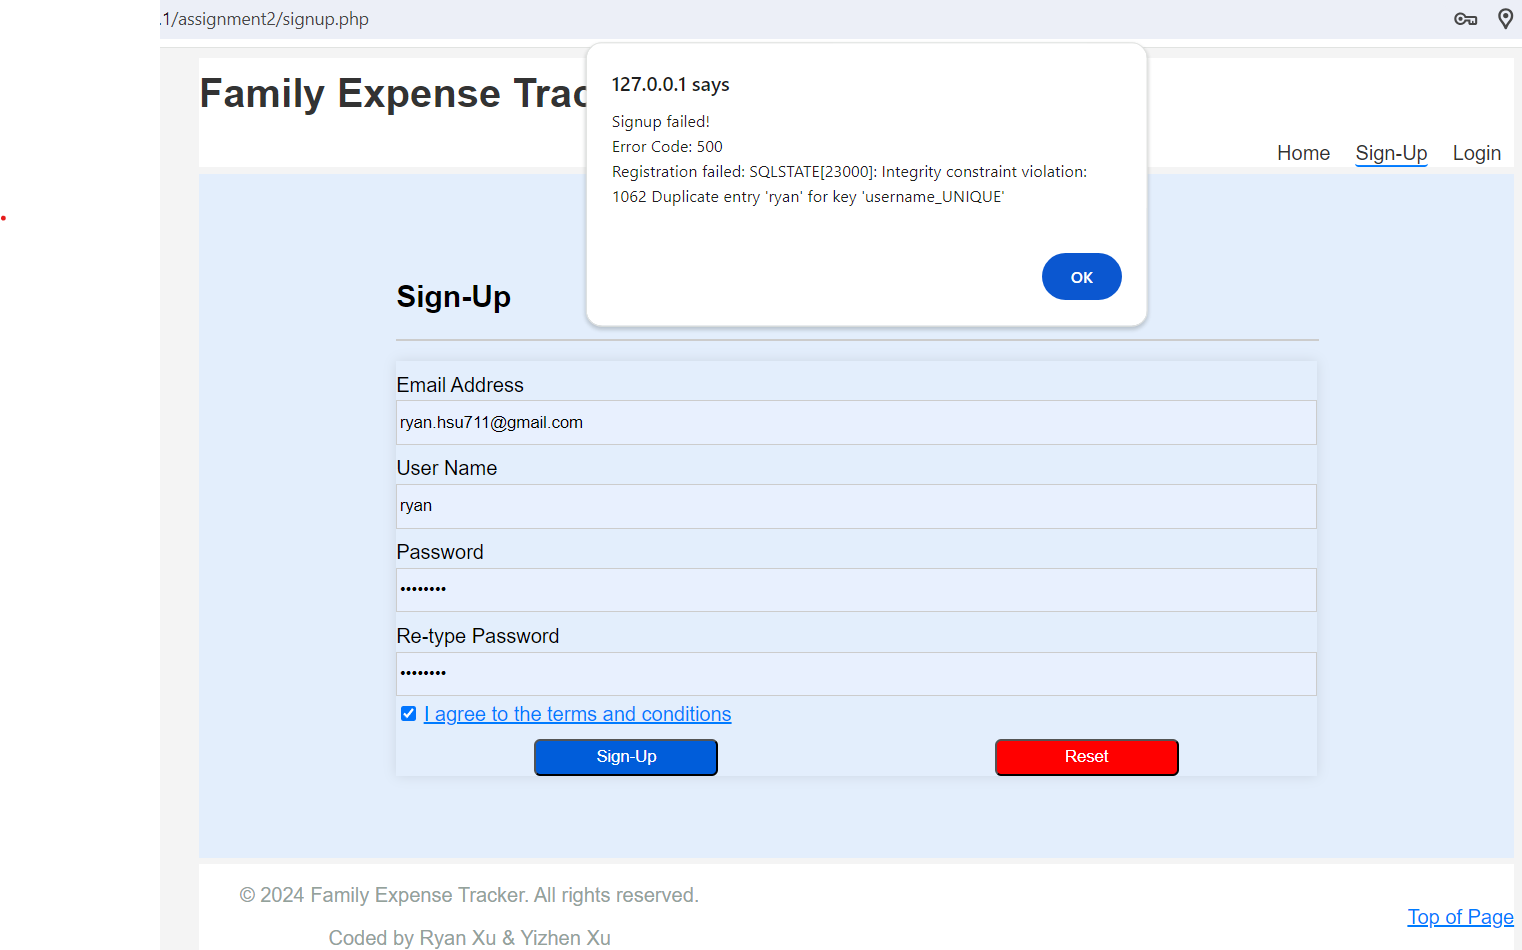 .1/assignment2/signup.php
127.0.0.1 says
Signup failed!
Error Code: 500
Registration failed: SQLSTATE[23000]: Integrity constraint violation:
1062 Duplicate entry 'ryan' for key 'username_UNIQUE'
OK
Family Expense Trac
Home Sign-Up Login
Sign-Up
Email Address
ryan.hsu711@gmail.com
User Name
ryan
Password
••••••••
Re-type Password
••••••••
I agree to the terms and conditions
Sign-Up Reset
© 2024 Family Expense Tracker. All rights reserved.
Top of Page
Coded by Ryan Xu & Yizhen Xu